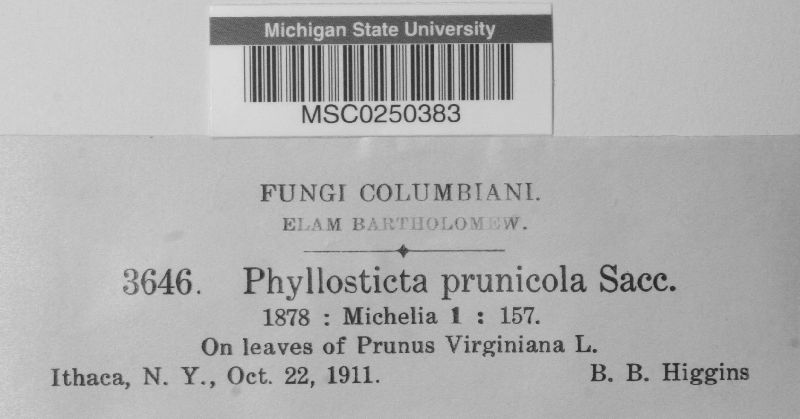 Michigan State University
MSC0250383
FUNGI COLUMBIANI.
ELAM BARTHOLOMEW.
3646. Phyllosticta prunicola Sacc.
1878 : Michelia 1 : 157.
On leaves of Prunus Virginiana L.
Ithaca, N. Y., Oct. 22, 1911. B. B. Higgins